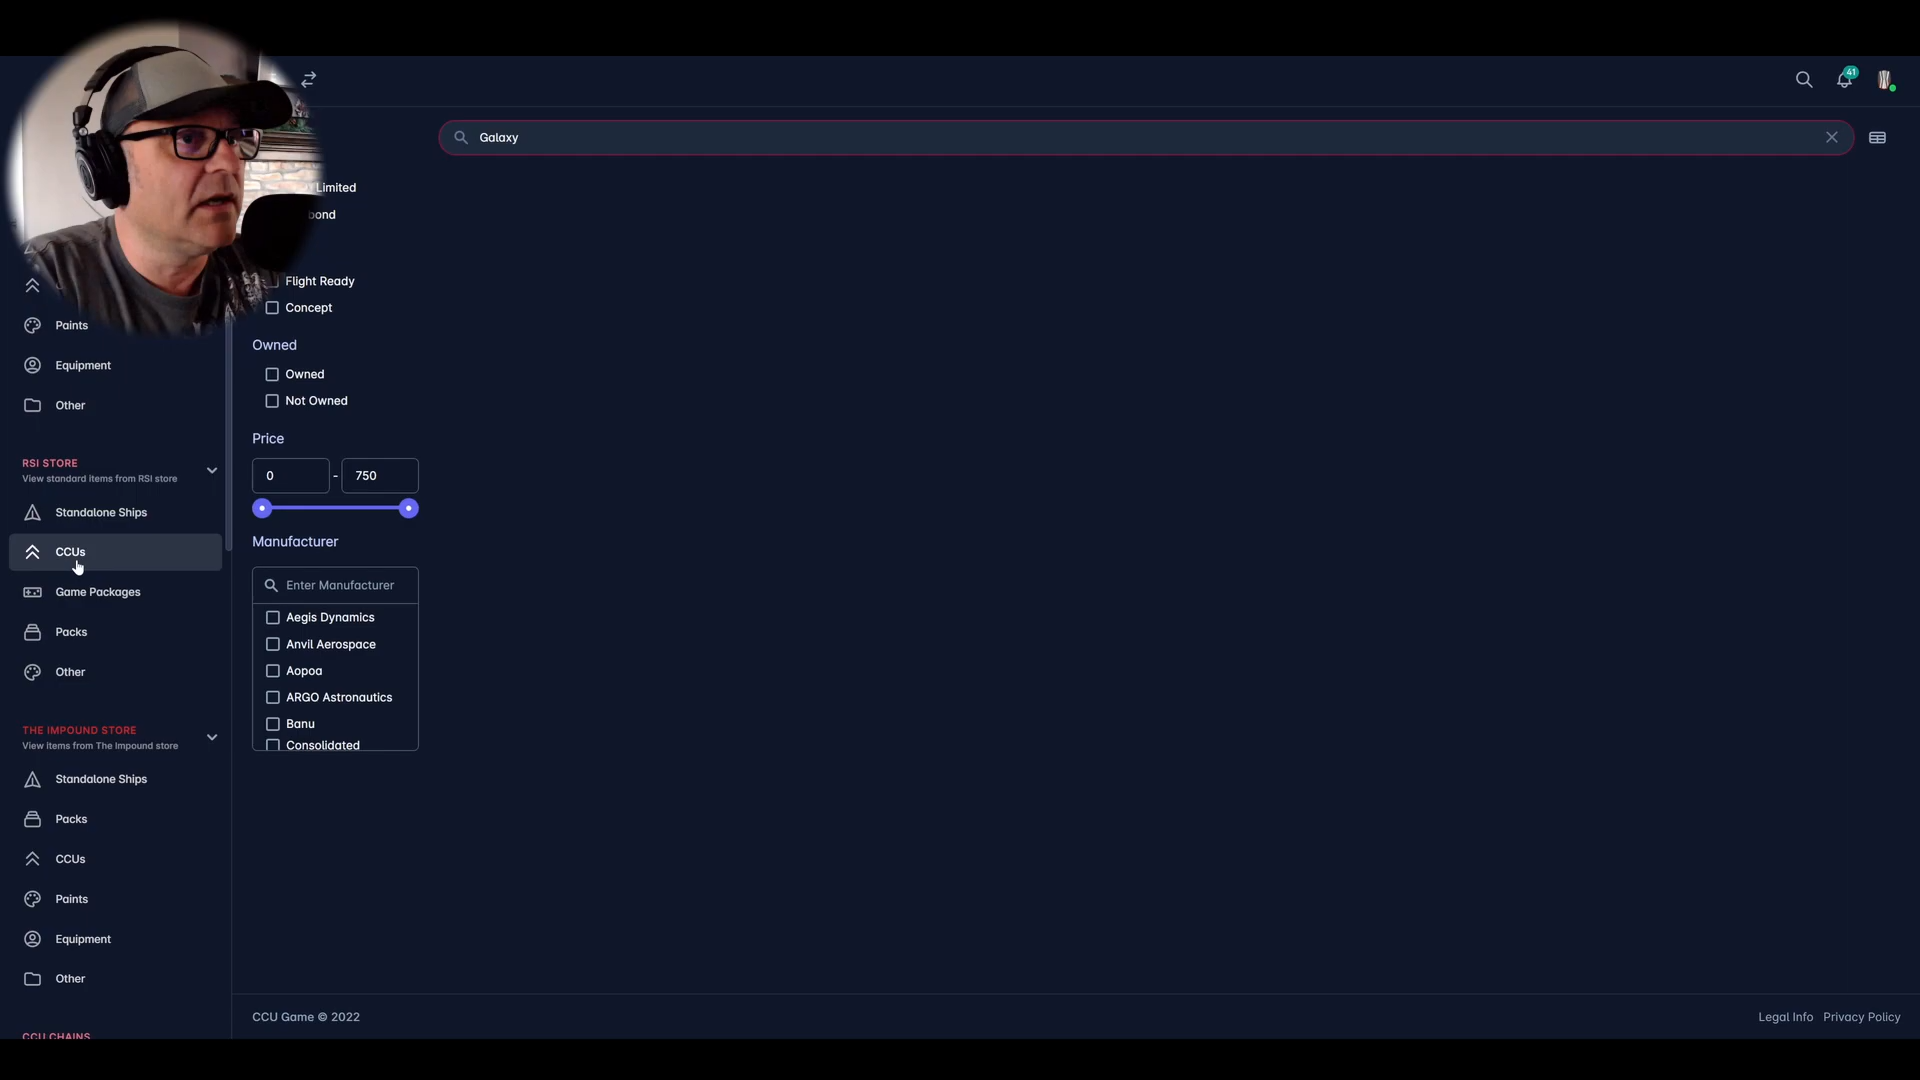 41
Galaxy
Limited
bond
Flight Ready
Concept
Paints
Equipment
Other
Owned
Owned
Not Owned
Price
0 - 750
RSI STORE
View standard items from RSI store
Standalone Ships
CCUs
Game Packages
Packs
Other
Manufacturer
Enter Manufacturer
Aegis Dynamics
Anvil Aerospace
Aopoa
ARGO Astronautics
Banu
Consolidated
THE IMPOUND STORE
View items from The Impound store
Standalone Ships
Packs
CCUs
Paints
Equipment
Other
CCU CHAINS
CCU Game © 2022
Legal Info Privacy Policy